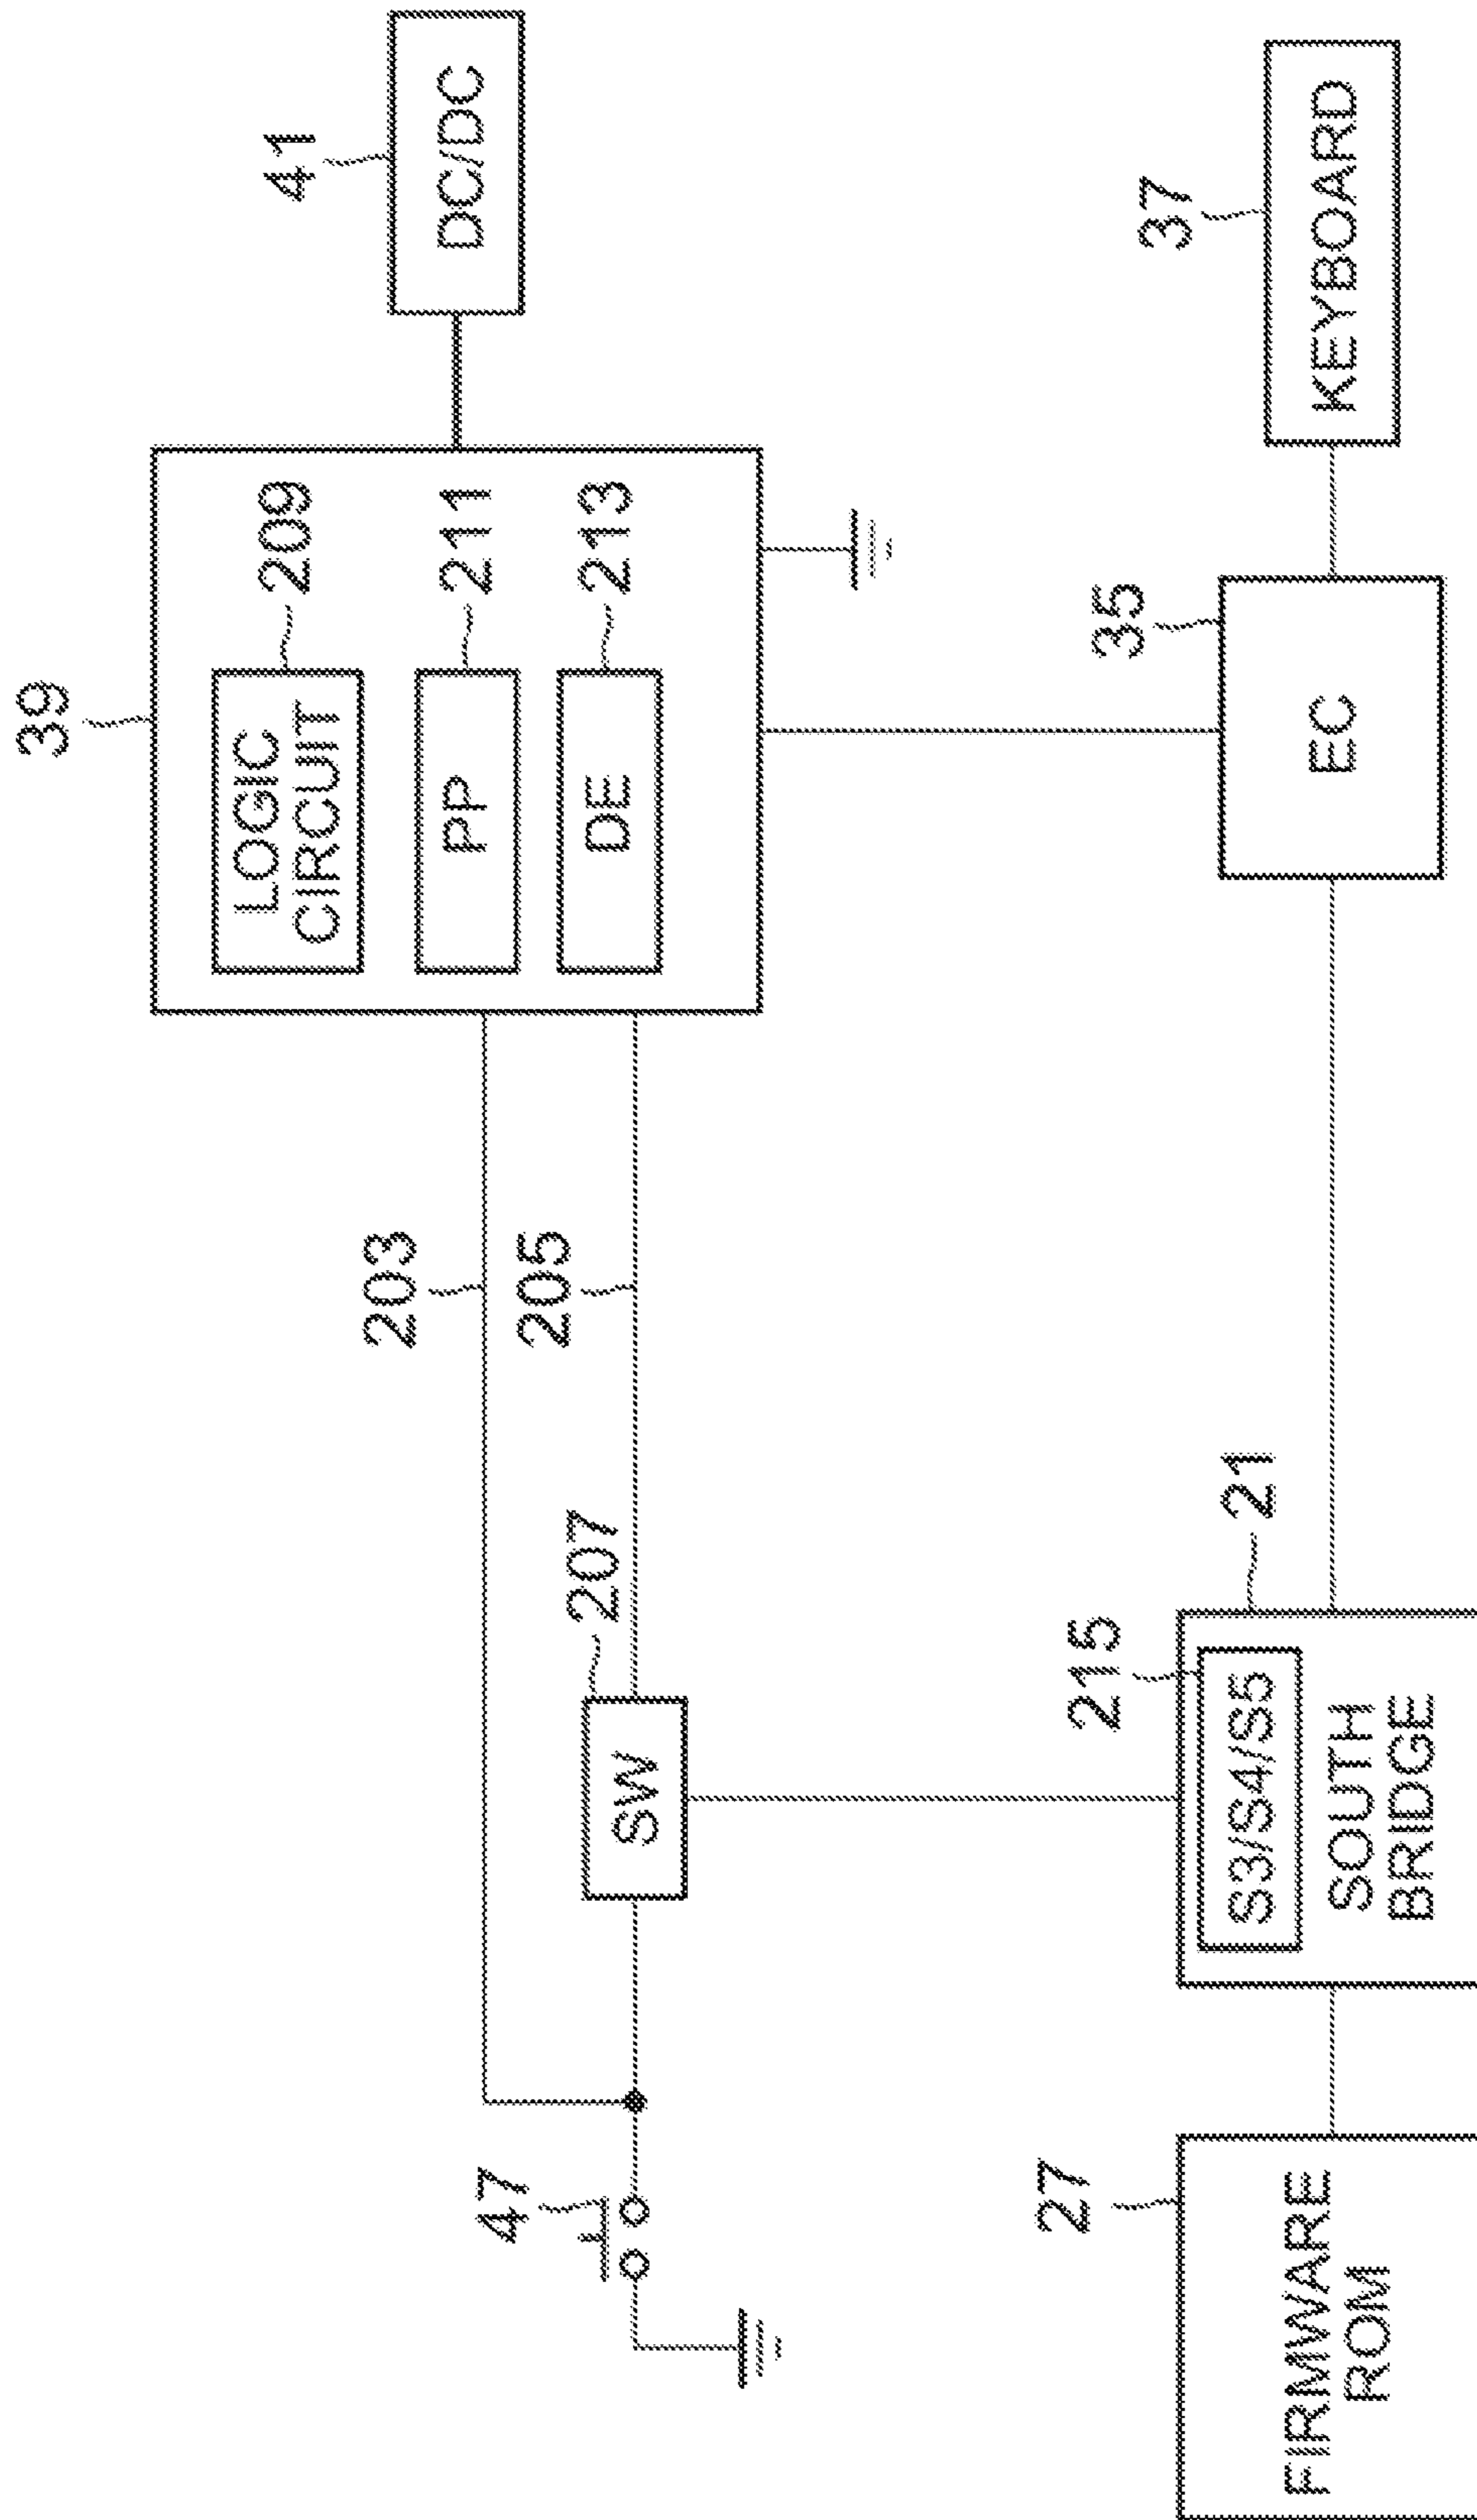 39
41
LOGIC
CIRCUIT
209
PP
211
DE
213
DC/DC
203
205
207
SW
47
35
EC
37
KEYBOARD
215
21
S3/S4/S5
SOUTH
BRIDGE
27
FIRMWARE
ROM